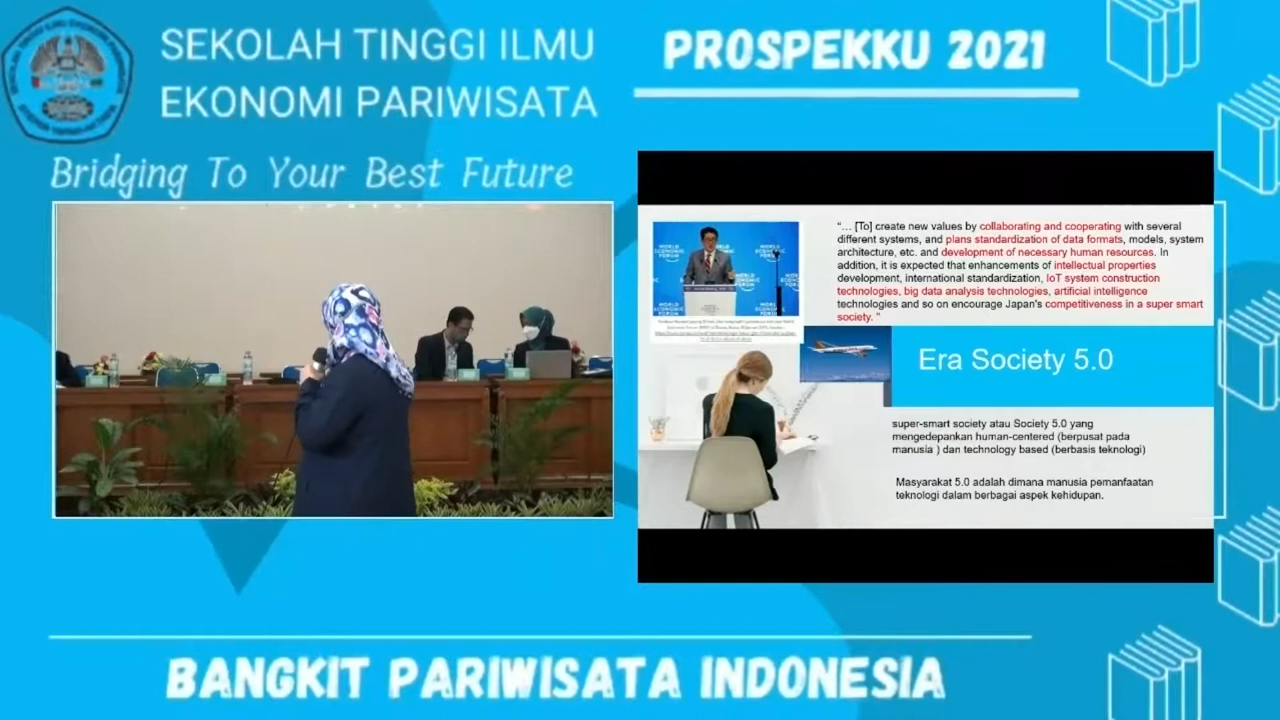 SEKOLAH TINGGI ILMU
EKONOMI PARIWISATA
PROSPEKKU 2021
Bridging To Your Best Future
WORLD ECONOMIC FORUM
"... [To] create new values by collaborating and cooperating with several
different systems, and plans standardization of data formats, models, system
architecture, etc. and development of necessary human resources. In
addition, it is expected that enhancements of intellectual properties
development, international standardization, IoT system construction
technologies, big data analysis technologies, artificial intelligence
technologies and so on encourage Japan's competitiveness in a super smart
society. "
Era Society 5.0
super-smart society atau Society 5.0 yang
mengedepankan human-centered (berpusat pada
manusia ) dan technology based (berbasis teknologi)
Masyarakat 5.0 adalah dimana manusia pemanfaatan
teknologi dalam berbagai aspek kehidupan.
BANGKIT PARIWISATA INDONESIA